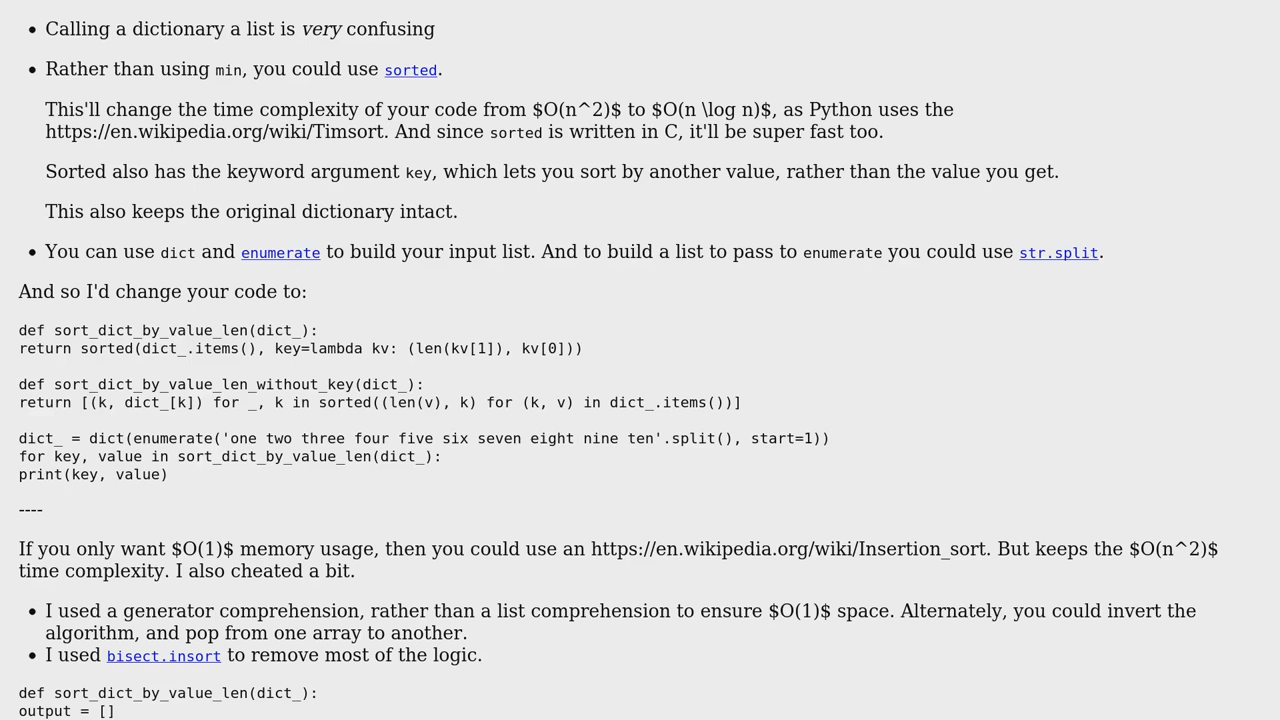 Calling a dictionary a list is very confusing
Rather than using min, you could use sorted.
This'll change the time complexity of your code from $O(n^2)$ to $O(n \log n)$, as Python uses the
https://en.wikipedia.org/wiki/Timsort. And since sorted is written in C, it'll be super fast too.
Sorted also has the keyword argument key, which lets you sort by another value, rather than the value you get.
This also keeps the original dictionary intact.
You can use dict and enumerate to build your input list. And to build a list to pass to enumerate you could use str.split.
And so I'd change your code to:
def sort_dict_by_value_len(dict_):
return sorted(dict_.items(), key=lambda kv: (len(kv[1]), kv[0]))
def sort_dict_by_value_len_without_key(dict_):
return [(k, dict_[k]) for _, k in sorted((len(v), k) for (k, v) in dict_.items())]
dict_ = dict(enumerate('one two three four five six seven eight nine ten'.split(), start=1))
for key, value in sort_dict_by_value_len(dict_):
print(key, value)
----
If you only want $O(1)$ memory usage, then you could use an https://en.wikipedia.org/wiki/Insertion_sort. But keeps the $O(n^2)$
time complexity. I also cheated a bit.
I used a generator comprehension, rather than a list comprehension to ensure $O(1)$ space. Alternately, you could invert the
algorithm, and pop from one array to another.
I used bisect.insort to remove most of the logic.
def sort_dict_by_value_len(dict_):
output = []